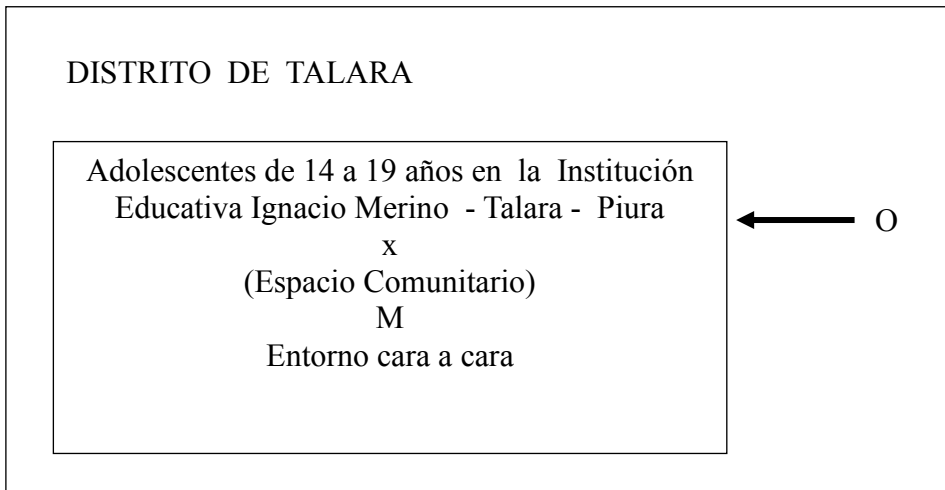 DISTRITO DE TALARA
Adolescentes de 14 a 19 años en la Institución
Educativa Ignacio Merino - Talara - Piura
x
(Espacio Comunitario)
M
Entorno cara a cara
O